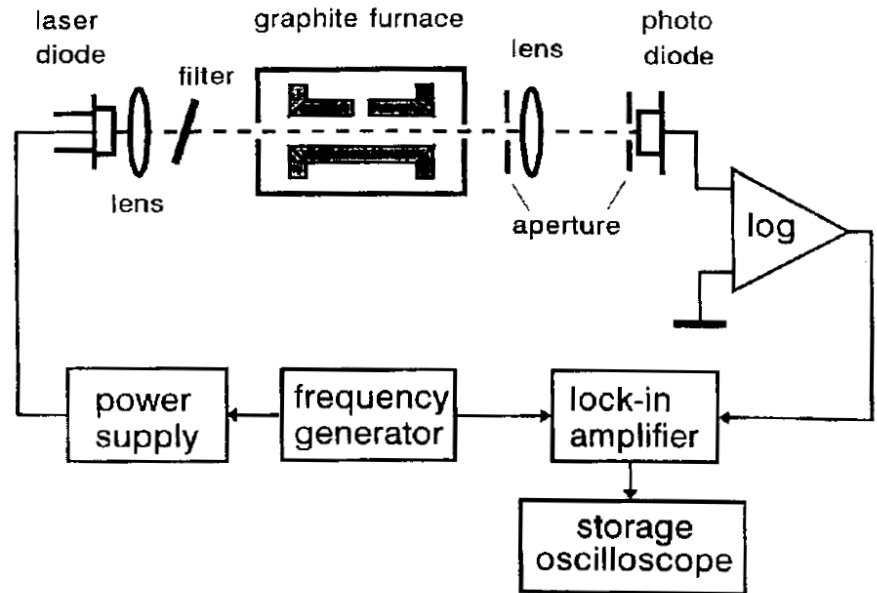 laser
diode
graphite furnace
lens
photo
diode
filter
lens
aperture
log
power
supply
frequency
generator
lock-in
amplifier
storage
oscilloscope